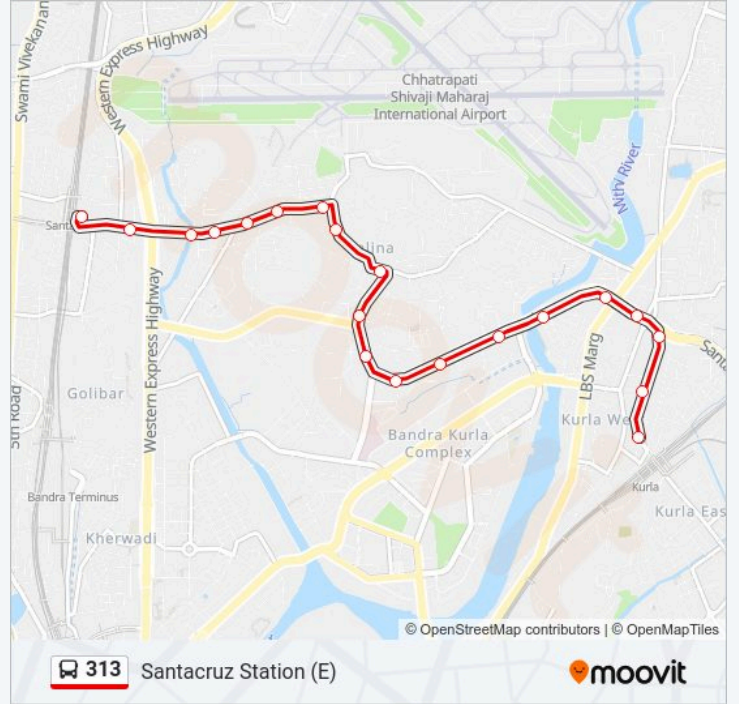 Swami Vivekanan
Western Express Highway
Chhatrapati
Shivaji Maharaj
International Airport
Mithi River
Santa
lina
Western Express Highway
LBS Marg
Santa
Golibar
5th Road
Kurla We
Bandra Kurla
Complex
Kurla
Bandra Terminus
Kurla Eas
Kherwadi
© OpenStreetMap contributors | © OpenMapTiles
313 Santacruz Station (E)
moovit